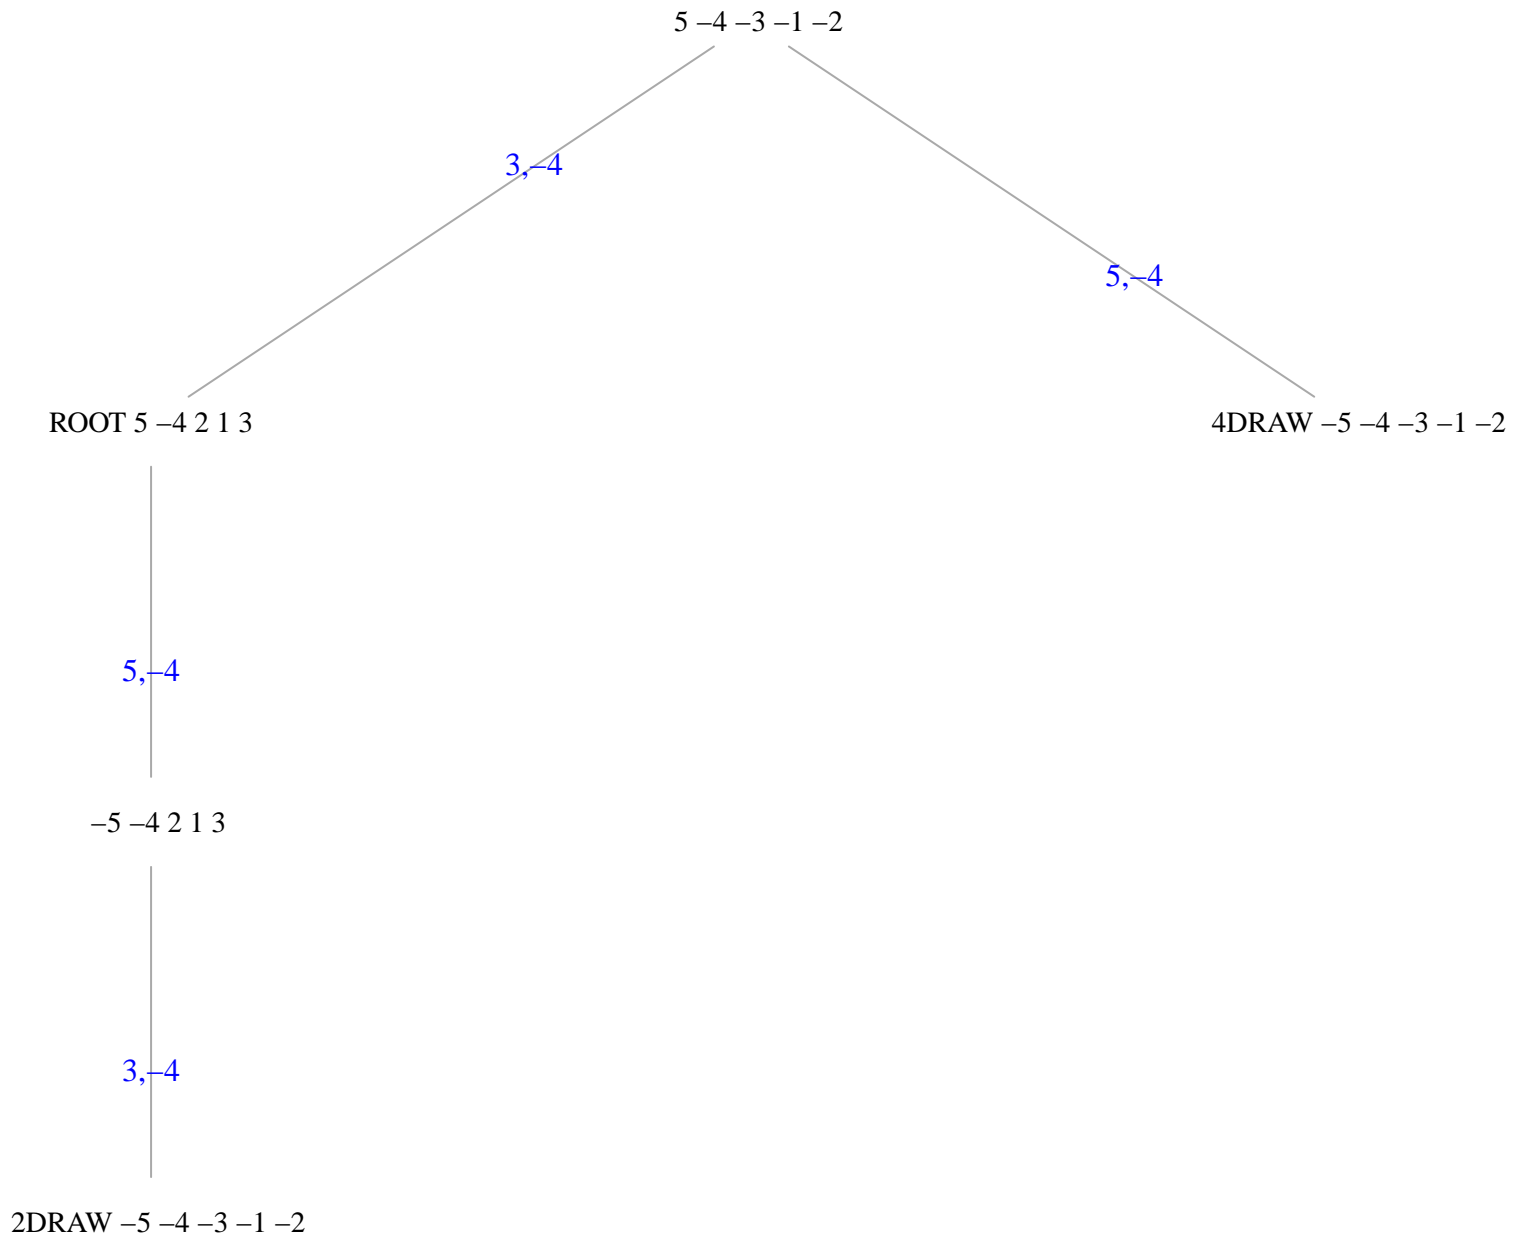 5 –4 –3 –1 –2
3,–4
5,–4
ROOT 5 –4 2 1 3
4DRAW –5 –4 –3 –1 –2
5,–4
–5 –4 2 1 3
3,–4
2DRAW –5 –4 –3 –1 –2